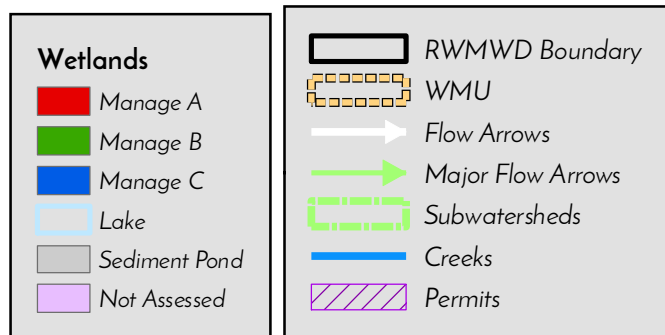 Wetlands
Manage A
Manage B
Manage C
Lake
Sediment Pond
Not Assessed
RWMWD Boundary
WMU
Flow Arrows
Major Flow Arrows
Subwatersheds
Creeks
Permits